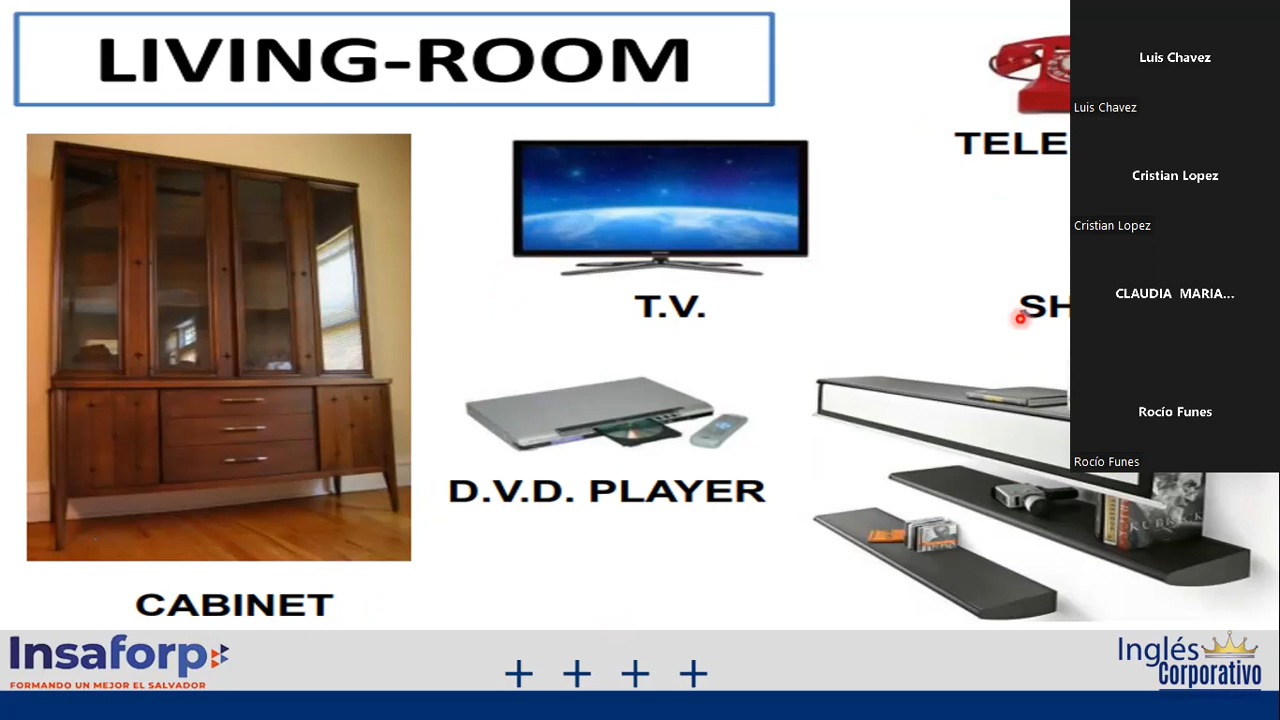 LIVING-ROOM
TELE
T.V.
SH
D.V.D. PLAYER
CABINET
Luis Chavez
Luis Chavez
Cristian Lopez
Cristian Lopez
CLAUDIA MARIA...
Rocío Funes
Rocío Funes
KUBRICK
Insaforp
FORMANDO UN MEJOR EL SALVADOR
Inglés
Corporativo